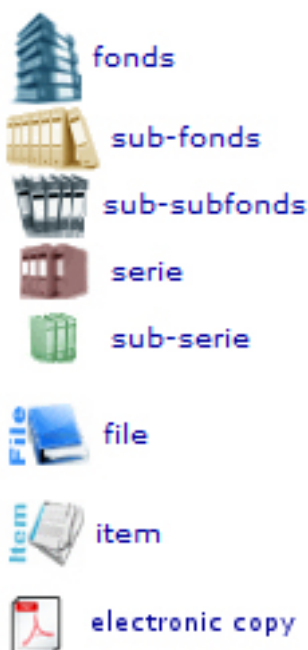 fonds
sub-fonds
sub-subfonds
serie
sub-serie
File file
Item item
electronic copy